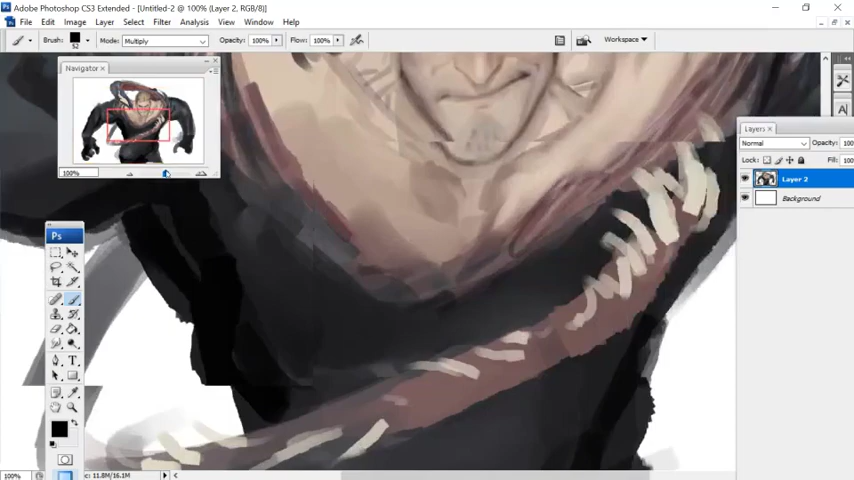 Adobe Photoshop CS3 Extended - [Untitled-2 @ 100% (Layer 2, RGB/8)]
File Edit Image Layer Select Filter Analysis View Window Help
Brush: 52 Mode: Multiply Opacity: 100% Flow: 100% Workspace
Navigator ×
100%
Ps
Layers ×
Normal Opacity: 100
Lock: Fill: 100
Layer 2
Background
100% c: 11.8M/16.1M